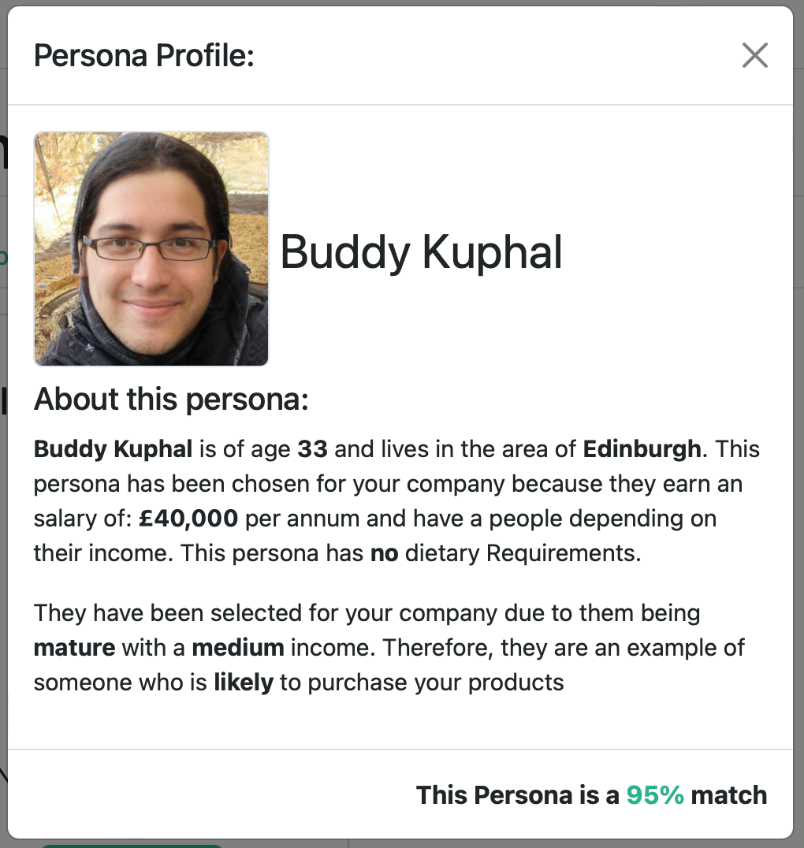 Persona Profile:
Buddy Kuphal
About this persona:
Buddy Kuphal is of age 33 and lives in the area of Edinburgh. This
persona has been chosen for your company because they earn an
salary of: £40,000 per annum and have a people depending on
their income. This persona has no dietary Requirements.
They have been selected for your company due to them being
mature with a medium income. Therefore, they are an example of
someone who is likely to purchase your products
This Persona is a 95% match